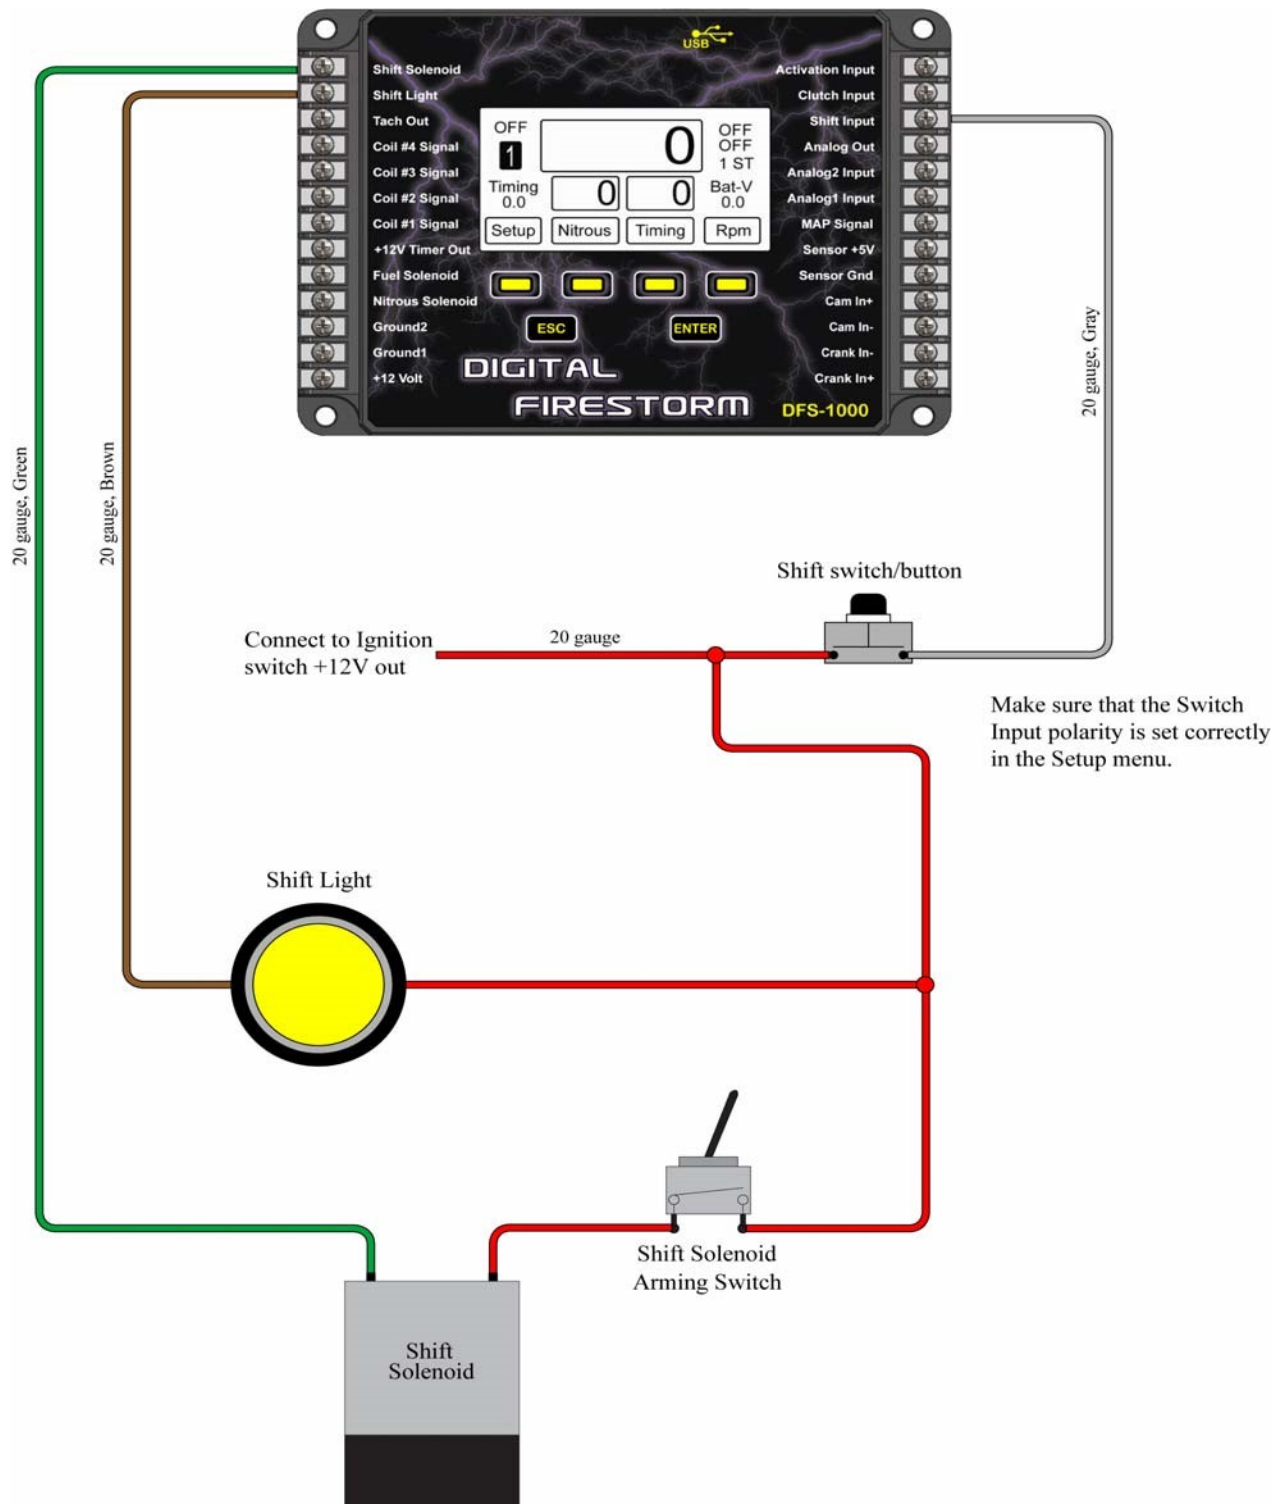 USB
Shift Solenoid
Shift Light
Tach Out
Coil #4 Signal
Coil #3 Signal
Coil #2 Signal
Coil #1 Signal
+12V Timer Out
Fuel Solenoid
Nitrous Solenoid
Ground2
Ground1
+12 Volt
OFF
1
0
OFF
OFF
1 ST
Timing
0.0
0
0
Bat-V
0.0
Setup
Nitrous
Timing
Rpm
ESC
ENTER
DIGITAL
FIRESTORM
DFS-1000
Activation Input
Clutch Input
Shift Input
Analog Out
Analog2 Input
Analog1 Input
MAP Signal
Sensor +5V
Sensor Gnd
Cam In+
Cam In-
Crank In-
Crank In+
20 gauge, Green
20 gauge, Brown
20 gauge, Gray
Shift switch/button
Connect to Ignition
switch +12V out
20 gauge
Make sure that the Switch
Input polarity is set correctly
in the Setup menu.
Shift Light
Shift Solenoid
Arming Switch
Shift
Solenoid